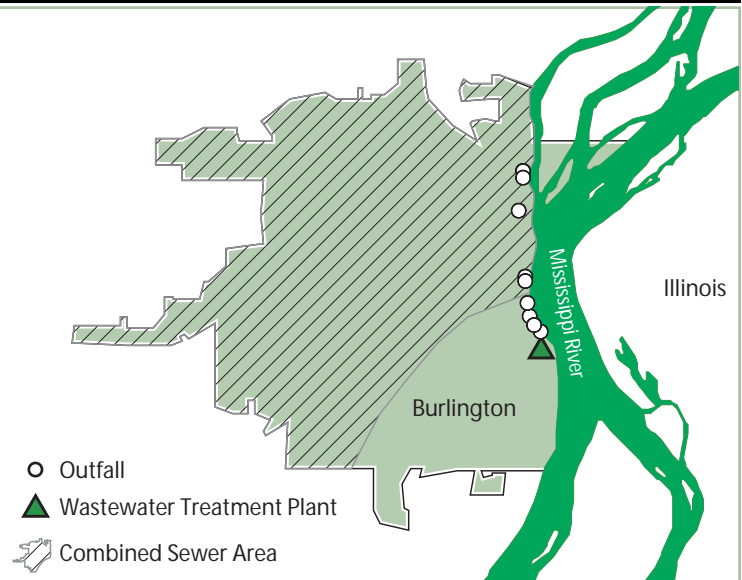 Mississippi River
Illinois
Burlington
Outfall
Wastewater Treatment Plant
Combined Sewer Area